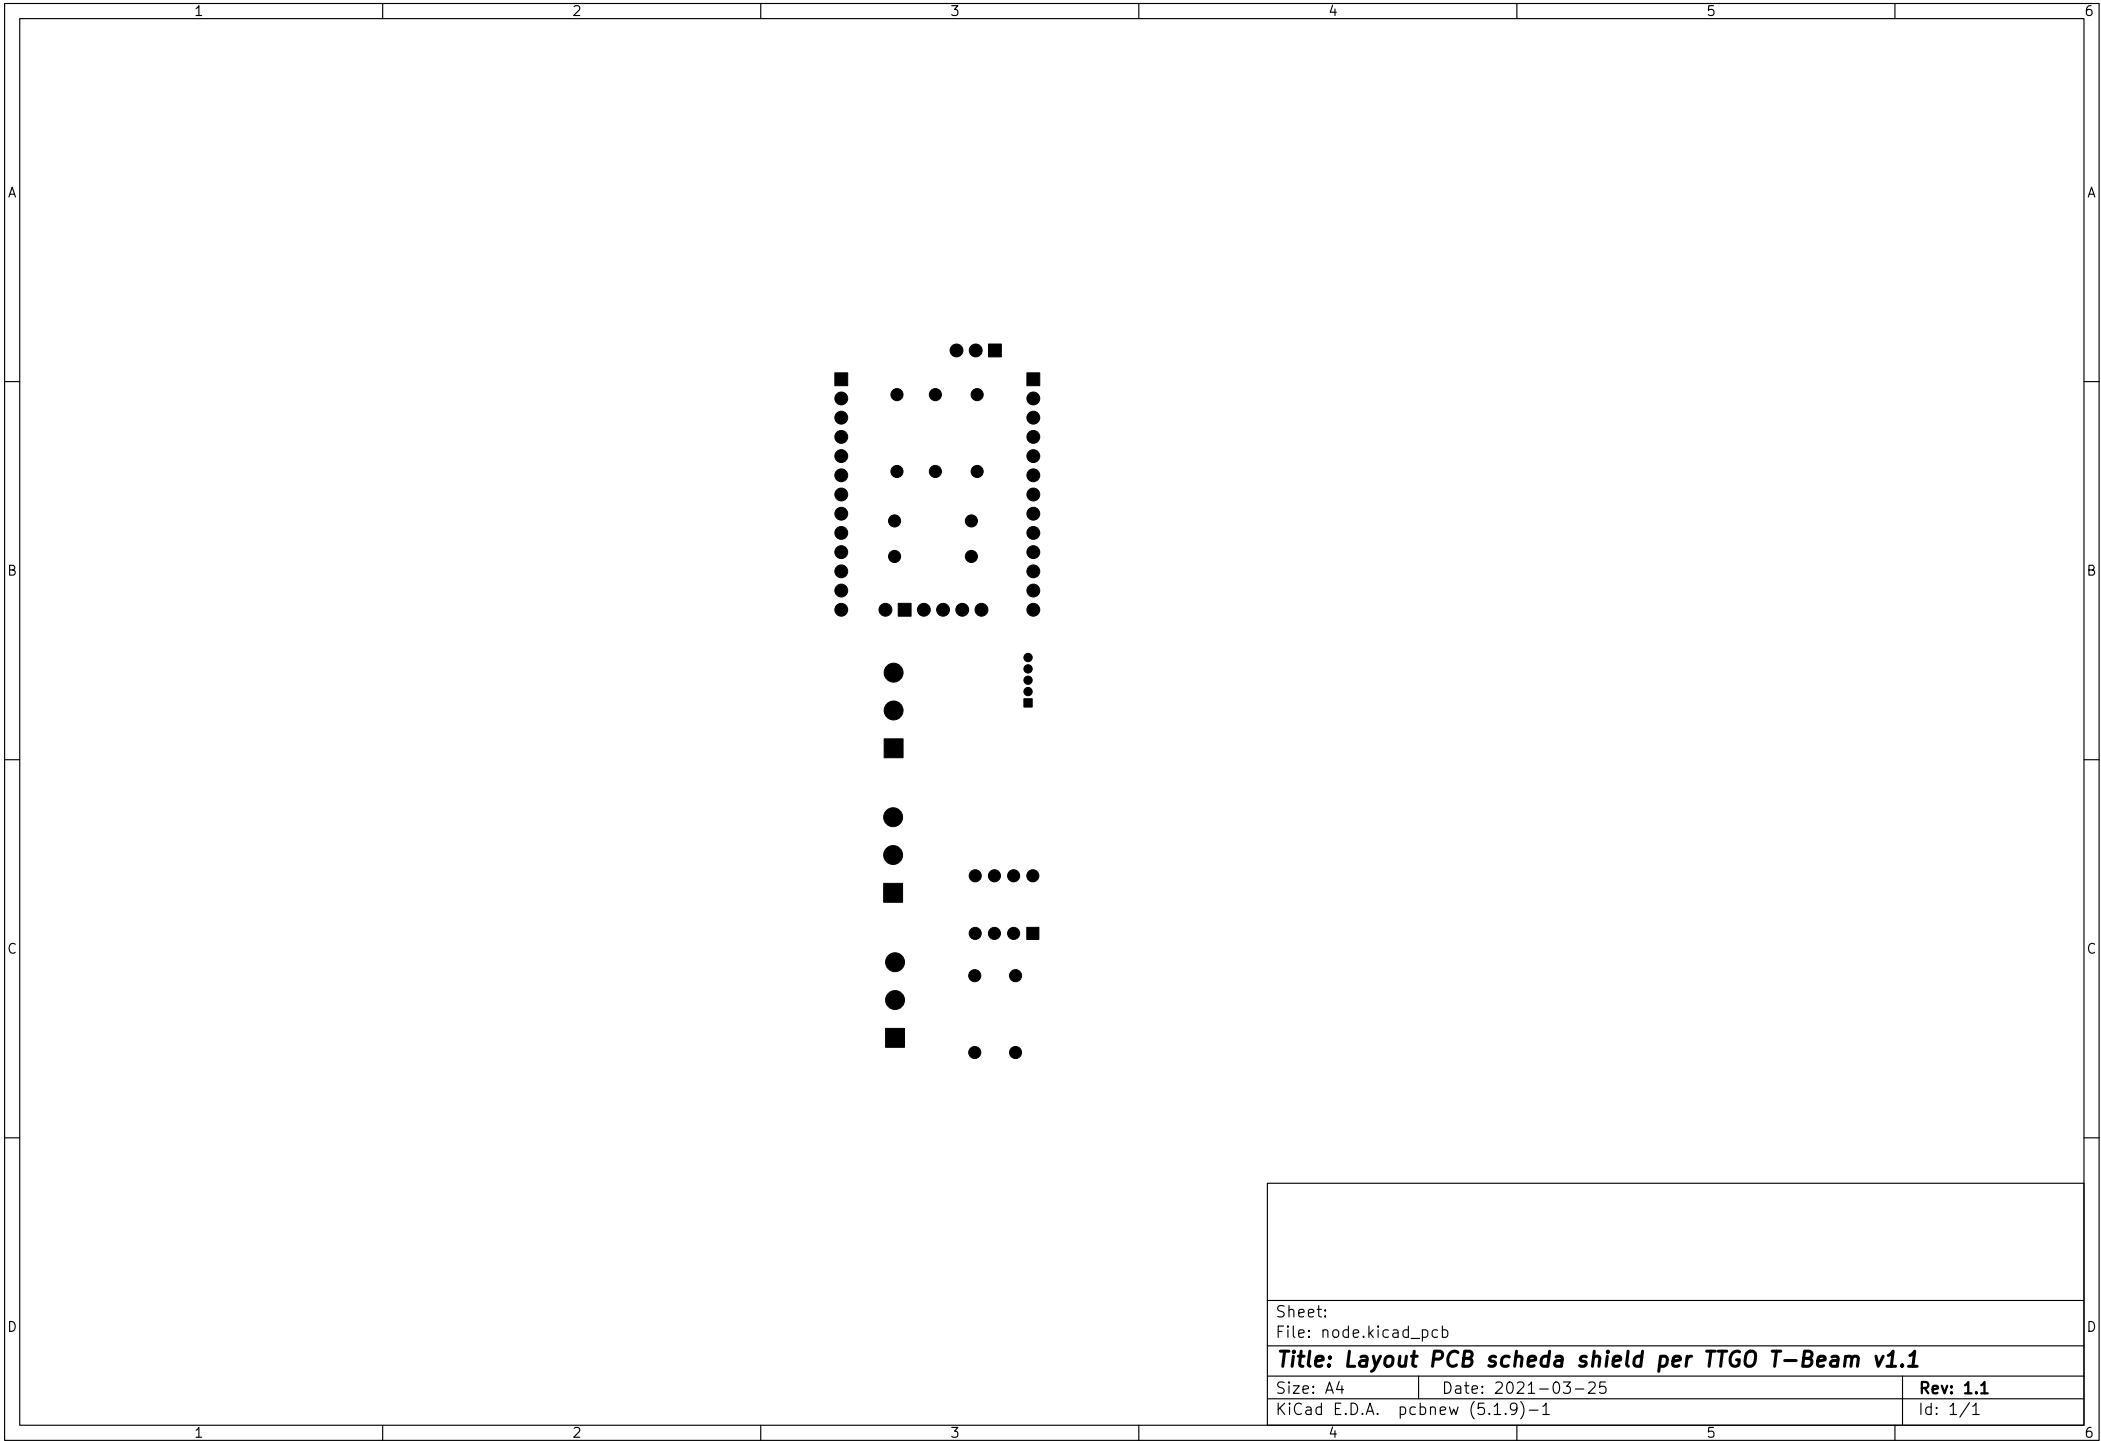 1 2 3 4 5 6
A A
B B
C C
D D
Sheet:
File: node.kicad_pcb
Title: Layout PCB scheda shield per TTGO T-Beam v1.1
Size: A4 Date: 2021-03-25 Rev: 1.1
KiCad E.D.A. pcbnew (5.1.9)-1 Id: 1/1
1 2 3 4 5 6